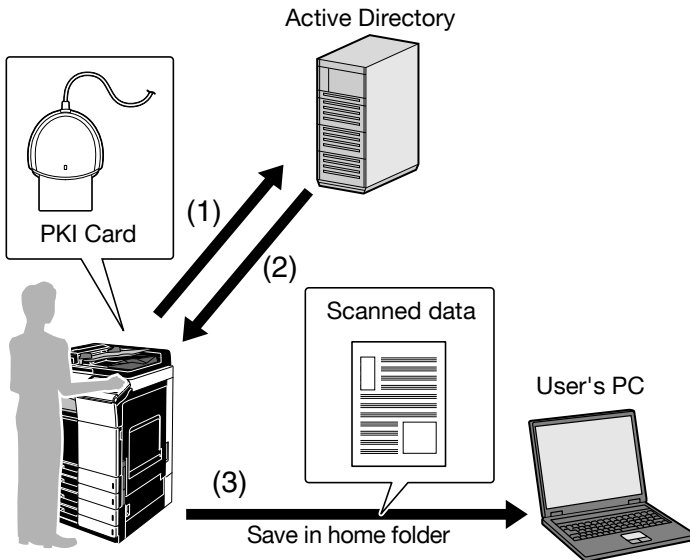 Active Directory
PKI Card
(1)
(2)
Scanned data
User's PC
(3)
Save in home folder